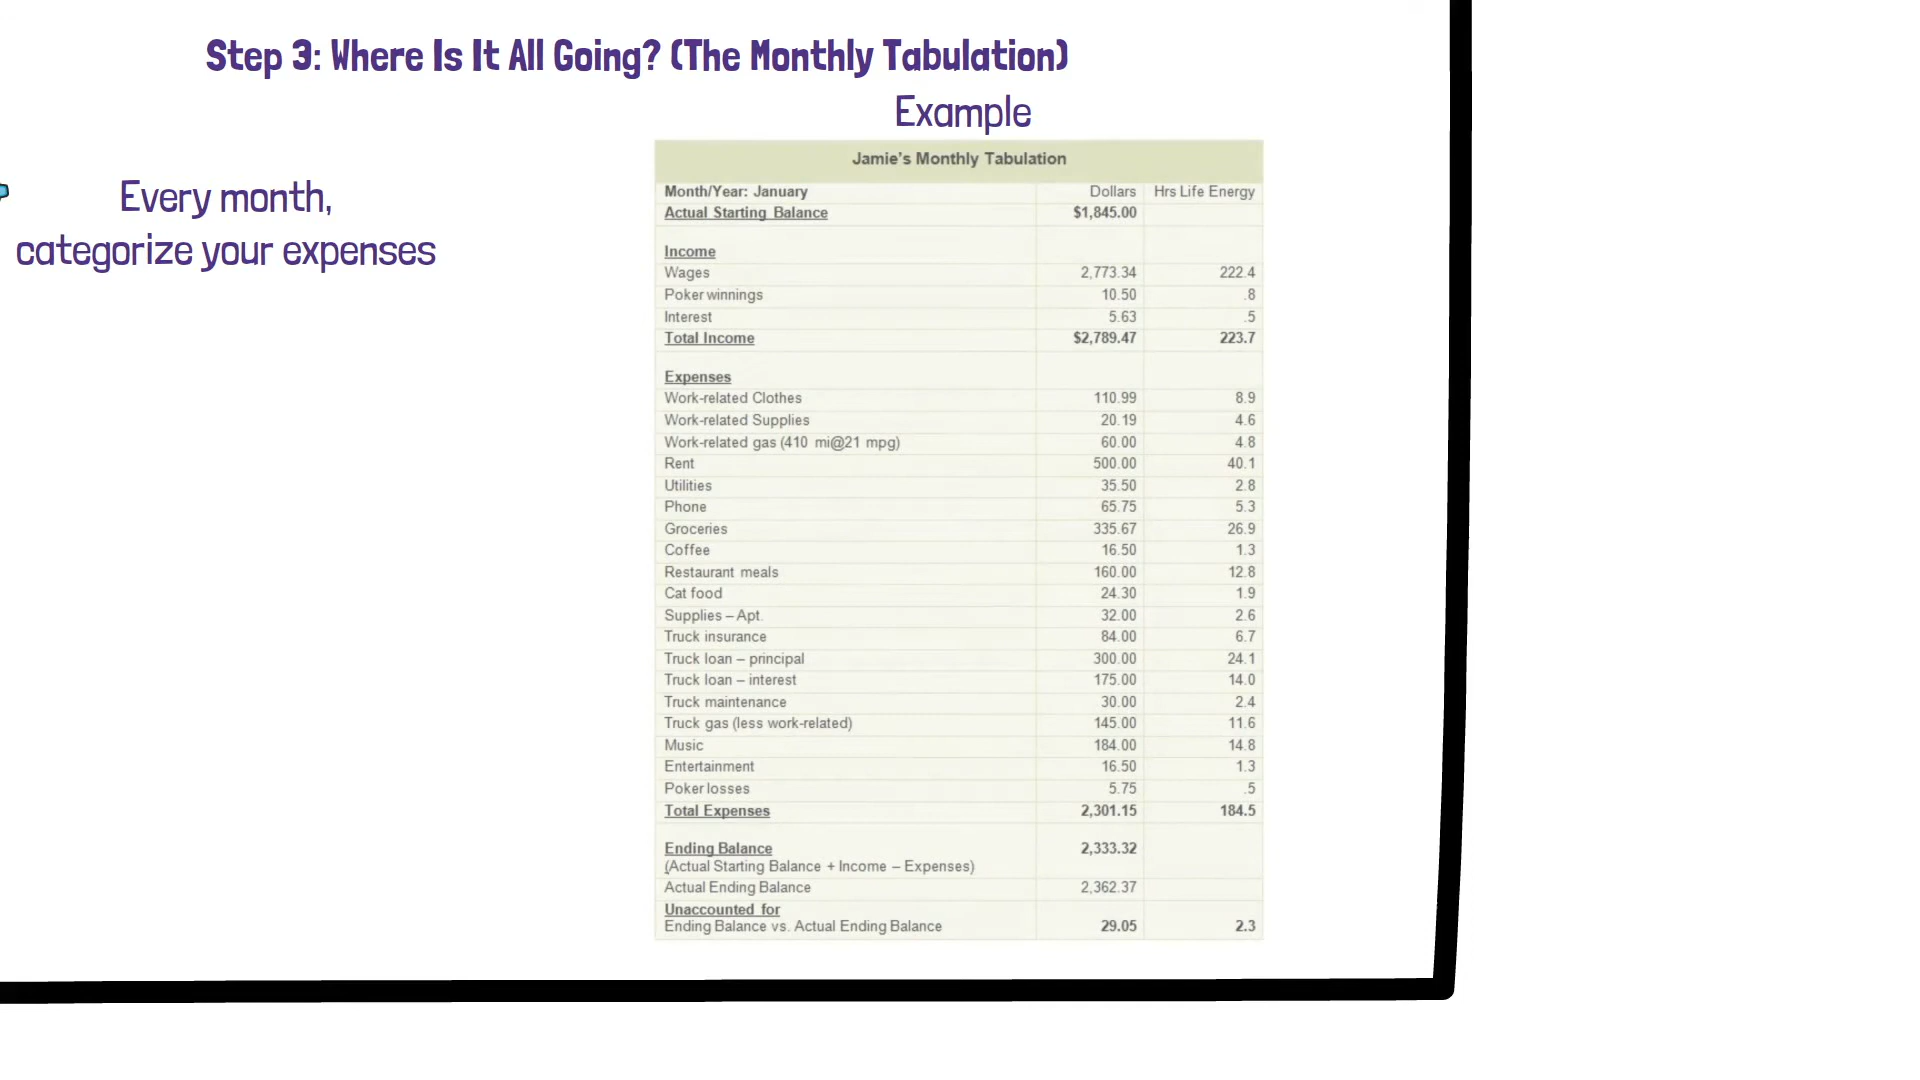 Step 3: Where Is It All Going? (The Monthly Tabulation)
Example
Every month,
categorize your expenses
Jamie's Monthly Tabulation
Month/Year: January Dollars Hrs Life Energy
Actual Starting Balance $1,845.00
Income
Wages 2,773.34 222.4
Poker winnings 10.50 .8
Interest 5.63 .5
Total Income $2,789.47 223.7
Expenses
Work-related Clothes 110.99 8.9
Work-related Supplies 20.19 4.6
Work-related gas (410 mi@21 mpg) 60.00 4.8
Rent 500.00 40.1
Utilities 35.50 2.8
Phone 65.75 5.3
Groceries 335.67 26.9
Coffee 16.50 1.3
Restaurant meals 160.00 12.8
Cat food 24.30 1.9
Supplies – Apt. 32.00 2.6
Truck insurance 84.00 6.7
Truck loan – principal 300.00 24.1
Truck loan – interest 175.00 14.0
Truck maintenance 30.00 2.4
Truck gas (less work-related) 145.00 11.6
Music 184.00 14.8
Entertainment 16.50 1.3
Poker losses 5.75 .5
Total Expenses 2,301.15 184.5
Ending Balance 2,333.32
(Actual Starting Balance + Income – Expenses)
Actual Ending Balance 2,362.37
Unaccounted for
Ending Balance vs. Actual Ending Balance 29.05 2.3